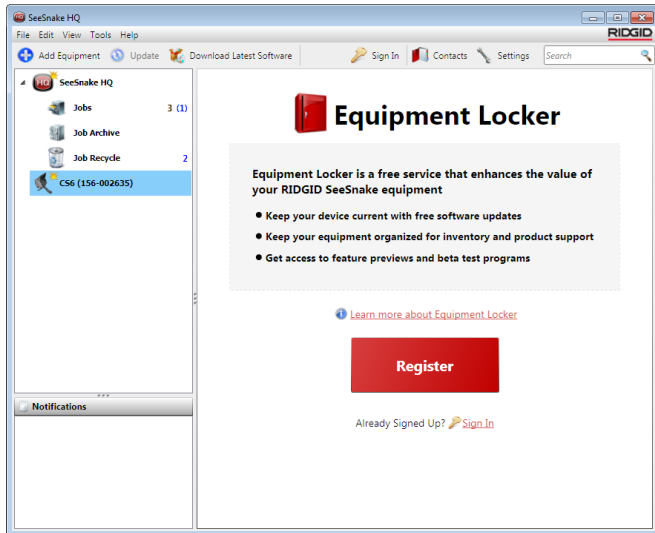 SeeSnake HQ
File Edit View Tools Help
RIDGID
Add Equipment Update Download Latest Software Sign In Contacts Settings Search
HQ SeeSnake HQ
Jobs 3 (1)
Job Archive
Job Recycle 2
CS6 (156-002635)
Equipment Locker
Equipment Locker is a free service that enhances the value of
your RIDGID SeeSnake equipment
• Keep your device current with free software updates
• Keep your equipment organized for inventory and product support
• Get access to feature previews and beta test programs
Learn more about Equipment Locker
Register
Already Signed Up? Sign In
Notifications